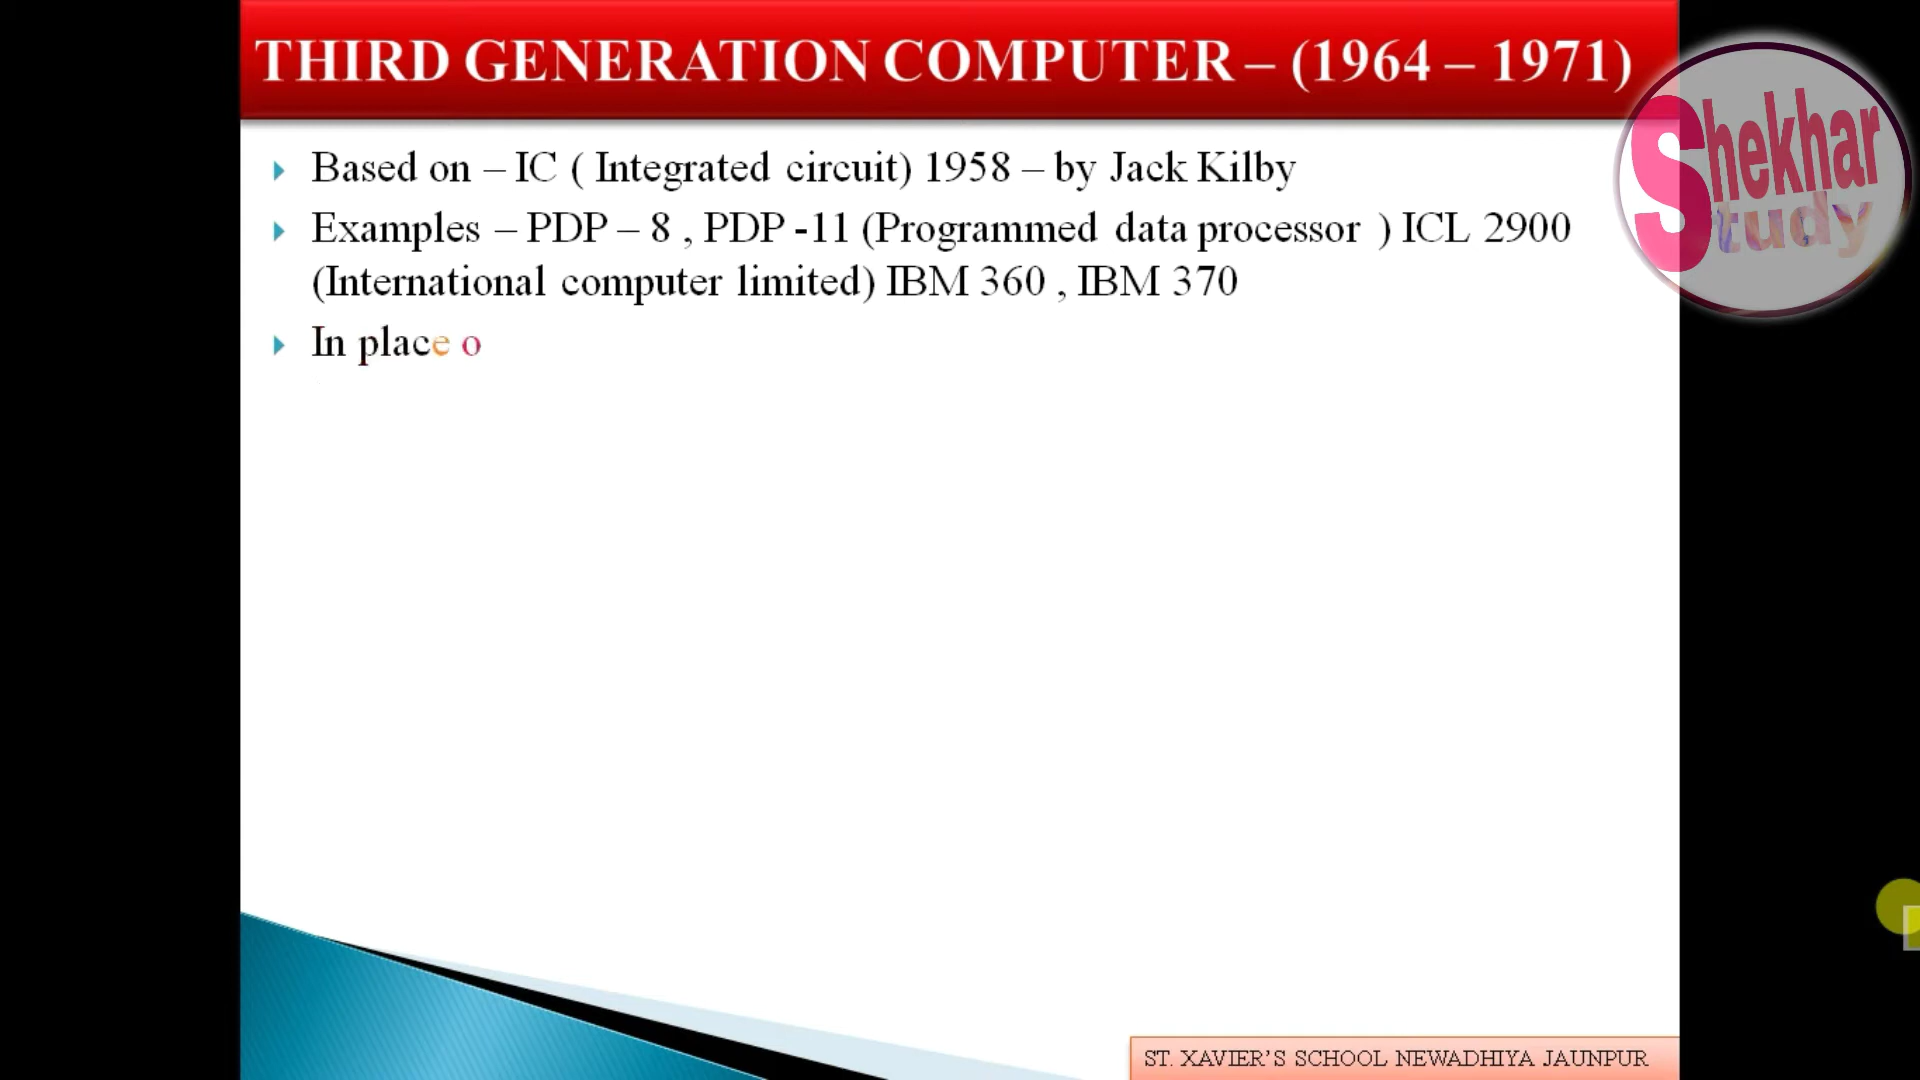 THIRD GENERATION COMPUTER – (1964 – 1971)
Shekhar
Study
Based on – IC ( Integrated circuit) 1958 – by Jack Kilby
Examples – PDP – 8 , PDP -11 (Programmed data processor ) ICL 2900
(International computer limited) IBM 360 , IBM 370
In place o
ST. XAVIER'S SCHOOL NEWADHIYA JAUNPUR